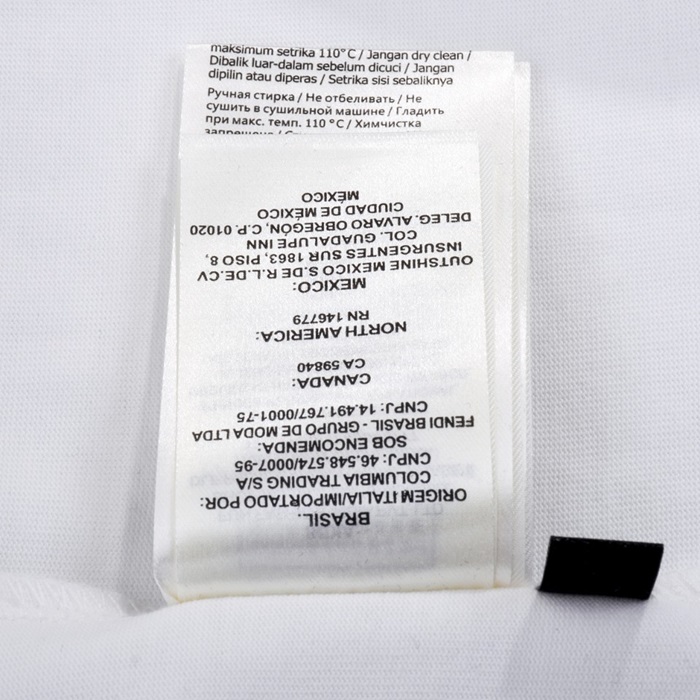 maksimum setrika 110°C / Jangan dry clean /
Dibalik luar-dalam sebelum dicuci / Jangan
dipilin atau diperas / Setrika sisi sebaliknya
Ручная стирка / Не отбеливать / Не
сушить в сушильной машине / Гладить
при макс. темп. 110 °C / Химчистка
запрещена /
BRASIL.
ORIGEM ITALIA/IMPORTADO POR:
COLUMBIA TRADING S/A
CNPJ: 46.548.574/0007-95
SOB ENCOMENDA:
FENDI BRASIL - GRUPO DE MODA LTDA
CNPJ: 14.491.767/0001-75
CANADA:
CA 59840
NORTH AMERICA:
RN 146779
MEXICO:
OUTSHINE MEXICO S.DE R.L.DE.CV
INSURGENTES SUR 1863, PISO 8,
COL. GUADALUPE INN
DELEG. ALVARO OBREGÓN, C.P. 01020
CIUDAD DE MÉXICO
MÉXICO